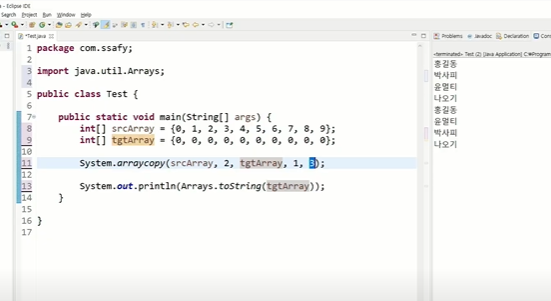 - Eclipse IDE
Search Project Run Window Help
*Test.java
Problems Javadoc Declaration
1 package com.ssafy;
2
3 import java.util.Arrays;
4
5 public class Test {
6
7 public static void main(String[] args) {
8 int[] srcArray = {0, 1, 2, 3, 4, 5, 6, 7, 8, 9};
9 int[] tgtArray = {0, 0, 0, 0, 0, 0, 0, 0, 0, 0};
10
11 System.arraycopy(srcArray, 2, tgtArray, 1, 3);
12
13 System.out.println(Arrays.toString(tgtArray));
14 }
15
16 }
17
<terminated> Test (2) [Java Application] C:₩Program
홍길동
박사피
윤멀티
나오기
홍길동
윤멀티
박사피
나오기